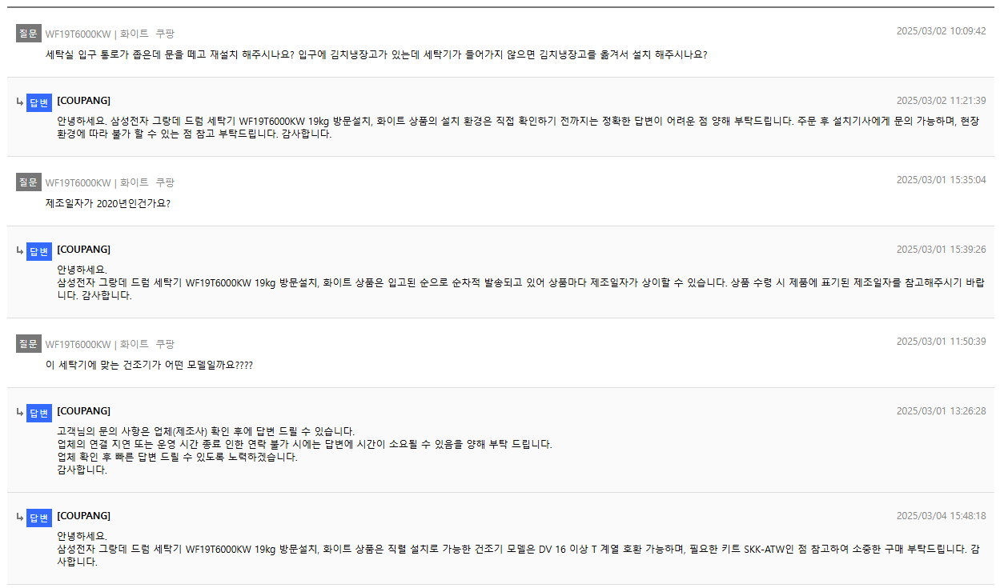 질문 WF19T6000KW | 화이트 쿠팡 2025/03/02 10:09:42
세탁실 입구 통로가 좁은데 문을 떼고 재설치 해주시나요? 입구에 김치냉장고가 있는데 세탁기가 들어가지 않으면 김치냉장고를 옮겨서 설치 해주시나요?
답변 [COUPANG] 2025/03/02 11:21:39
안녕하세요. 삼성전자 그랑데 드럼 세탁기 WF19T6000KW 19kg 방문설치, 화이트 상품의 설치 환경은 직접 확인하기 전까지는 정확한 답변이 어려운 점 양해 부탁드립니다. 주문 후 설치기사에게 문의 가능하며, 현장
환경에 따라 불가 할 수 있는 점 참고 부탁드립니다. 감사합니다.
질문 WF19T6000KW | 화이트 쿠팡 2025/03/01 15:35:04
제조일자가 2020년인건가요?
답변 [COUPANG] 2025/03/01 15:39:26
안녕하세요.
삼성전자 그랑데 드럼 세탁기 WF19T6000KW 19kg 방문설치, 화이트 상품은 입고된 순으로 순차적 발송되고 있어 상품마다 제조일자가 상이할 수 있습니다. 상품 수령 시 제품에 표기된 제조일자를 참고해주시기 바랍
니다. 감사합니다.
질문 WF19T6000KW | 화이트 쿠팡 2025/03/01 11:50:39
이 세탁기에 맞는 건조기가 어떤 모델일까요????
답변 [COUPANG] 2025/03/01 13:26:28
고객님의 문의 사항은 업체(제조사) 확인 후에 답변 드릴 수 있습니다.
업체의 연결 지연 또는 운영 시간 종료 인한 연락 불가 시에는 답변에 시간이 소요될 수 있음을 양해 부탁 드립니다.
업체 확인 후 빠른 답변 드릴 수 있도록 노력하겠습니다.
감사합니다.
답변 [COUPANG] 2025/03/04 15:48:18
안녕하세요.
삼성전자 그랑데 드럼 세탁기 WF19T6000KW 19kg 방문설치, 화이트 상품은 직렬 설치로 가능한 건조기 모델은 DV 16 이상 T 계열 호환 가능하며, 필요한 키트 SKK-ATW인 점 참고하여 소중한 구매 부탁드립니다. 감
사합니다.